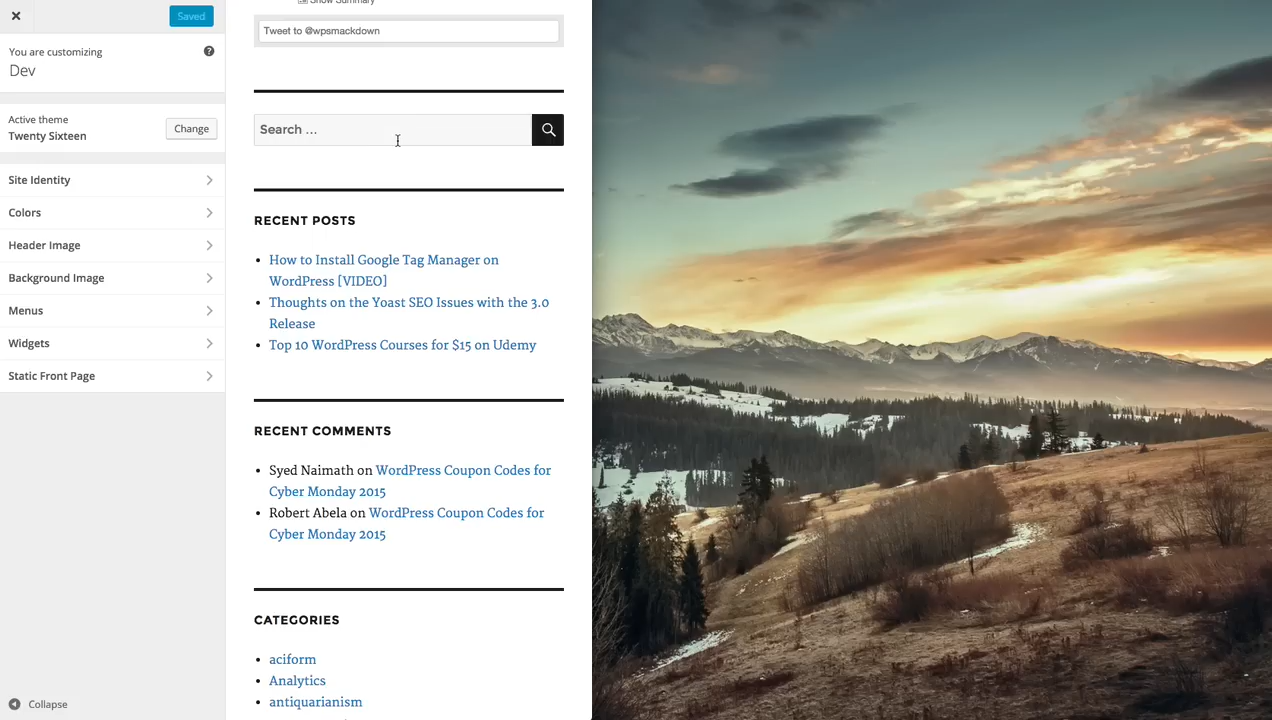 Saved
You are customizing
Dev
Active theme
Twenty Sixteen
Change
Site Identity
Colors
Header Image
Background Image
Menus
Widgets
Static Front Page
Collapse
Show Summary
Tweet to @wpsmackdown
Search ...
RECENT POSTS
How to Install Google Tag Manager on
WordPress [VIDEO]
Thoughts on the Yoast SEO Issues with the 3.0
Release
Top 10 WordPress Courses for $15 on Udemy
RECENT COMMENTS
Syed Naimath on WordPress Coupon Codes for
Cyber Monday 2015
Robert Abela on WordPress Coupon Codes for
Cyber Monday 2015
CATEGORIES
aciform
Analytics
antiquarianism